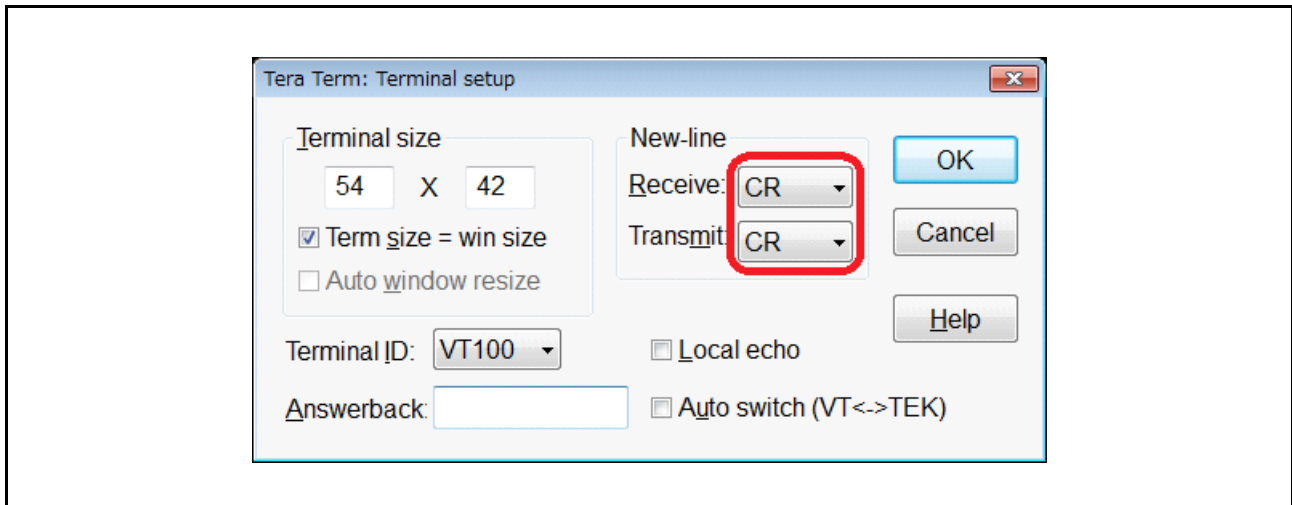 Tera Term: Terminal setup
Terminal size
54 X 42
Term size = win size
Auto window resize
New-line
Receive: CR
Transmit: CR
OK
Cancel
Help
Terminal ID: VT100
Local echo
Answerback:
Auto switch (VT<->TEK)